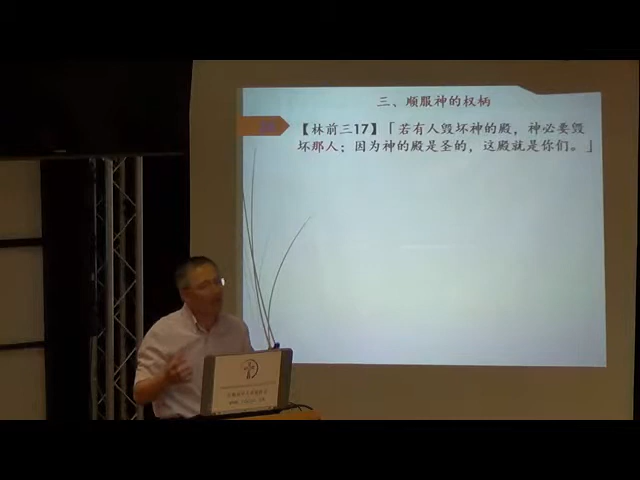 三、顺服神的权柄
【林前三17】「若有人毁坏神的殿，神必要毁
坏那人；因为神的殿是圣的，这殿就是你们。」